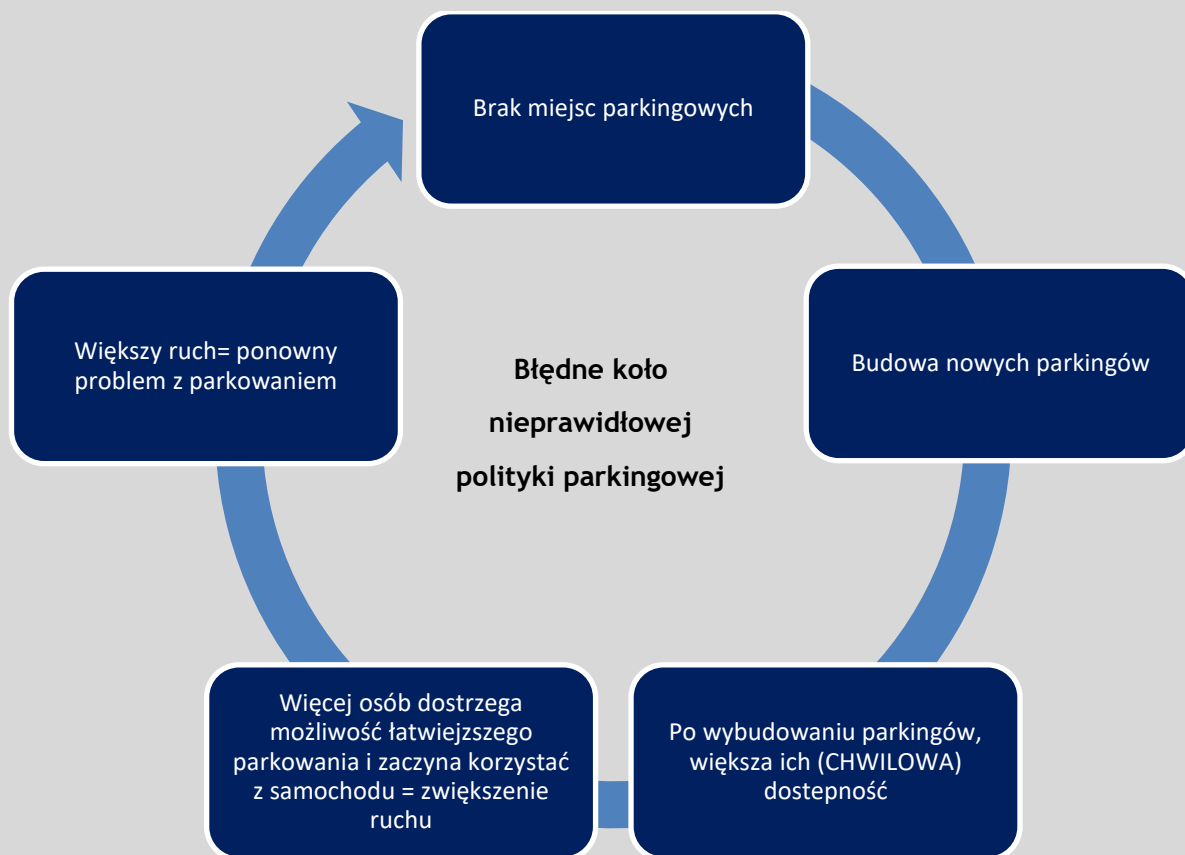 Brak miejsc parkingowych
Budowa nowych parkingów
Po wybudowaniu parkingów,
większa ich (CHWILOWA)
dostepność
Więcej osób dostrzega
możliwość łatwiejzszego
parkowania i zaczyna korzystać
z samochodu = zwiększenie
ruchu
Większy ruch= ponowny
problem z parkowaniem
Błędne koło
nieprawidłowej
polityki parkingowej